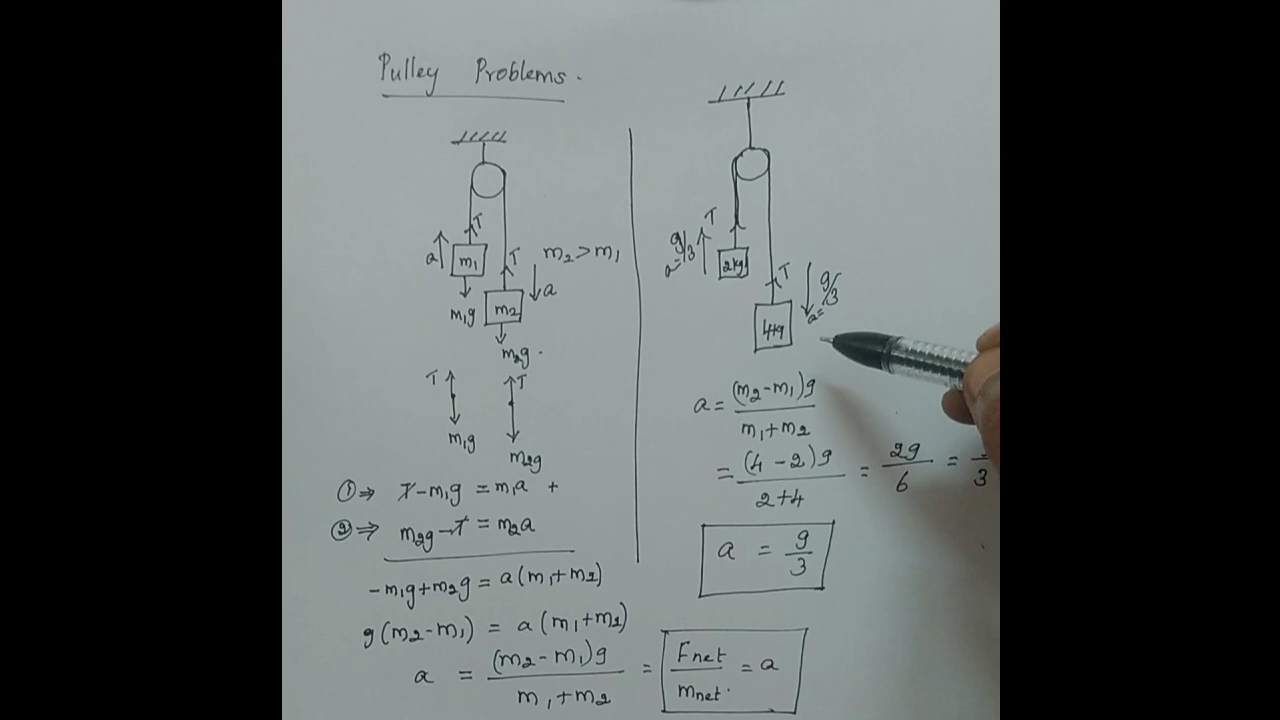 Pulley Problems.
T
a
m₁
m₁g
T
m₂ > m₁
a
m₂
m₂g.
T
m₁g
T
m₂g
① ⇒ T - m₁g = m₁a +
② ⇒ m₂g - T = m₂a
- m₁g + m₂g = a (m₁ + m₂)
g (m₂ - m₁) = a (m₁ + m₂)
a = (m₂ - m₁)g / m₁ + m₂ = Fnet / mnet. = a
T
a = g/3
2kg
T
a = g/3
4kg
a = (m₂ - m₁)g / m₁ + m₂
= (4 - 2)g / 2 + 4 = 2g / 6 = / 3
a = g / 3